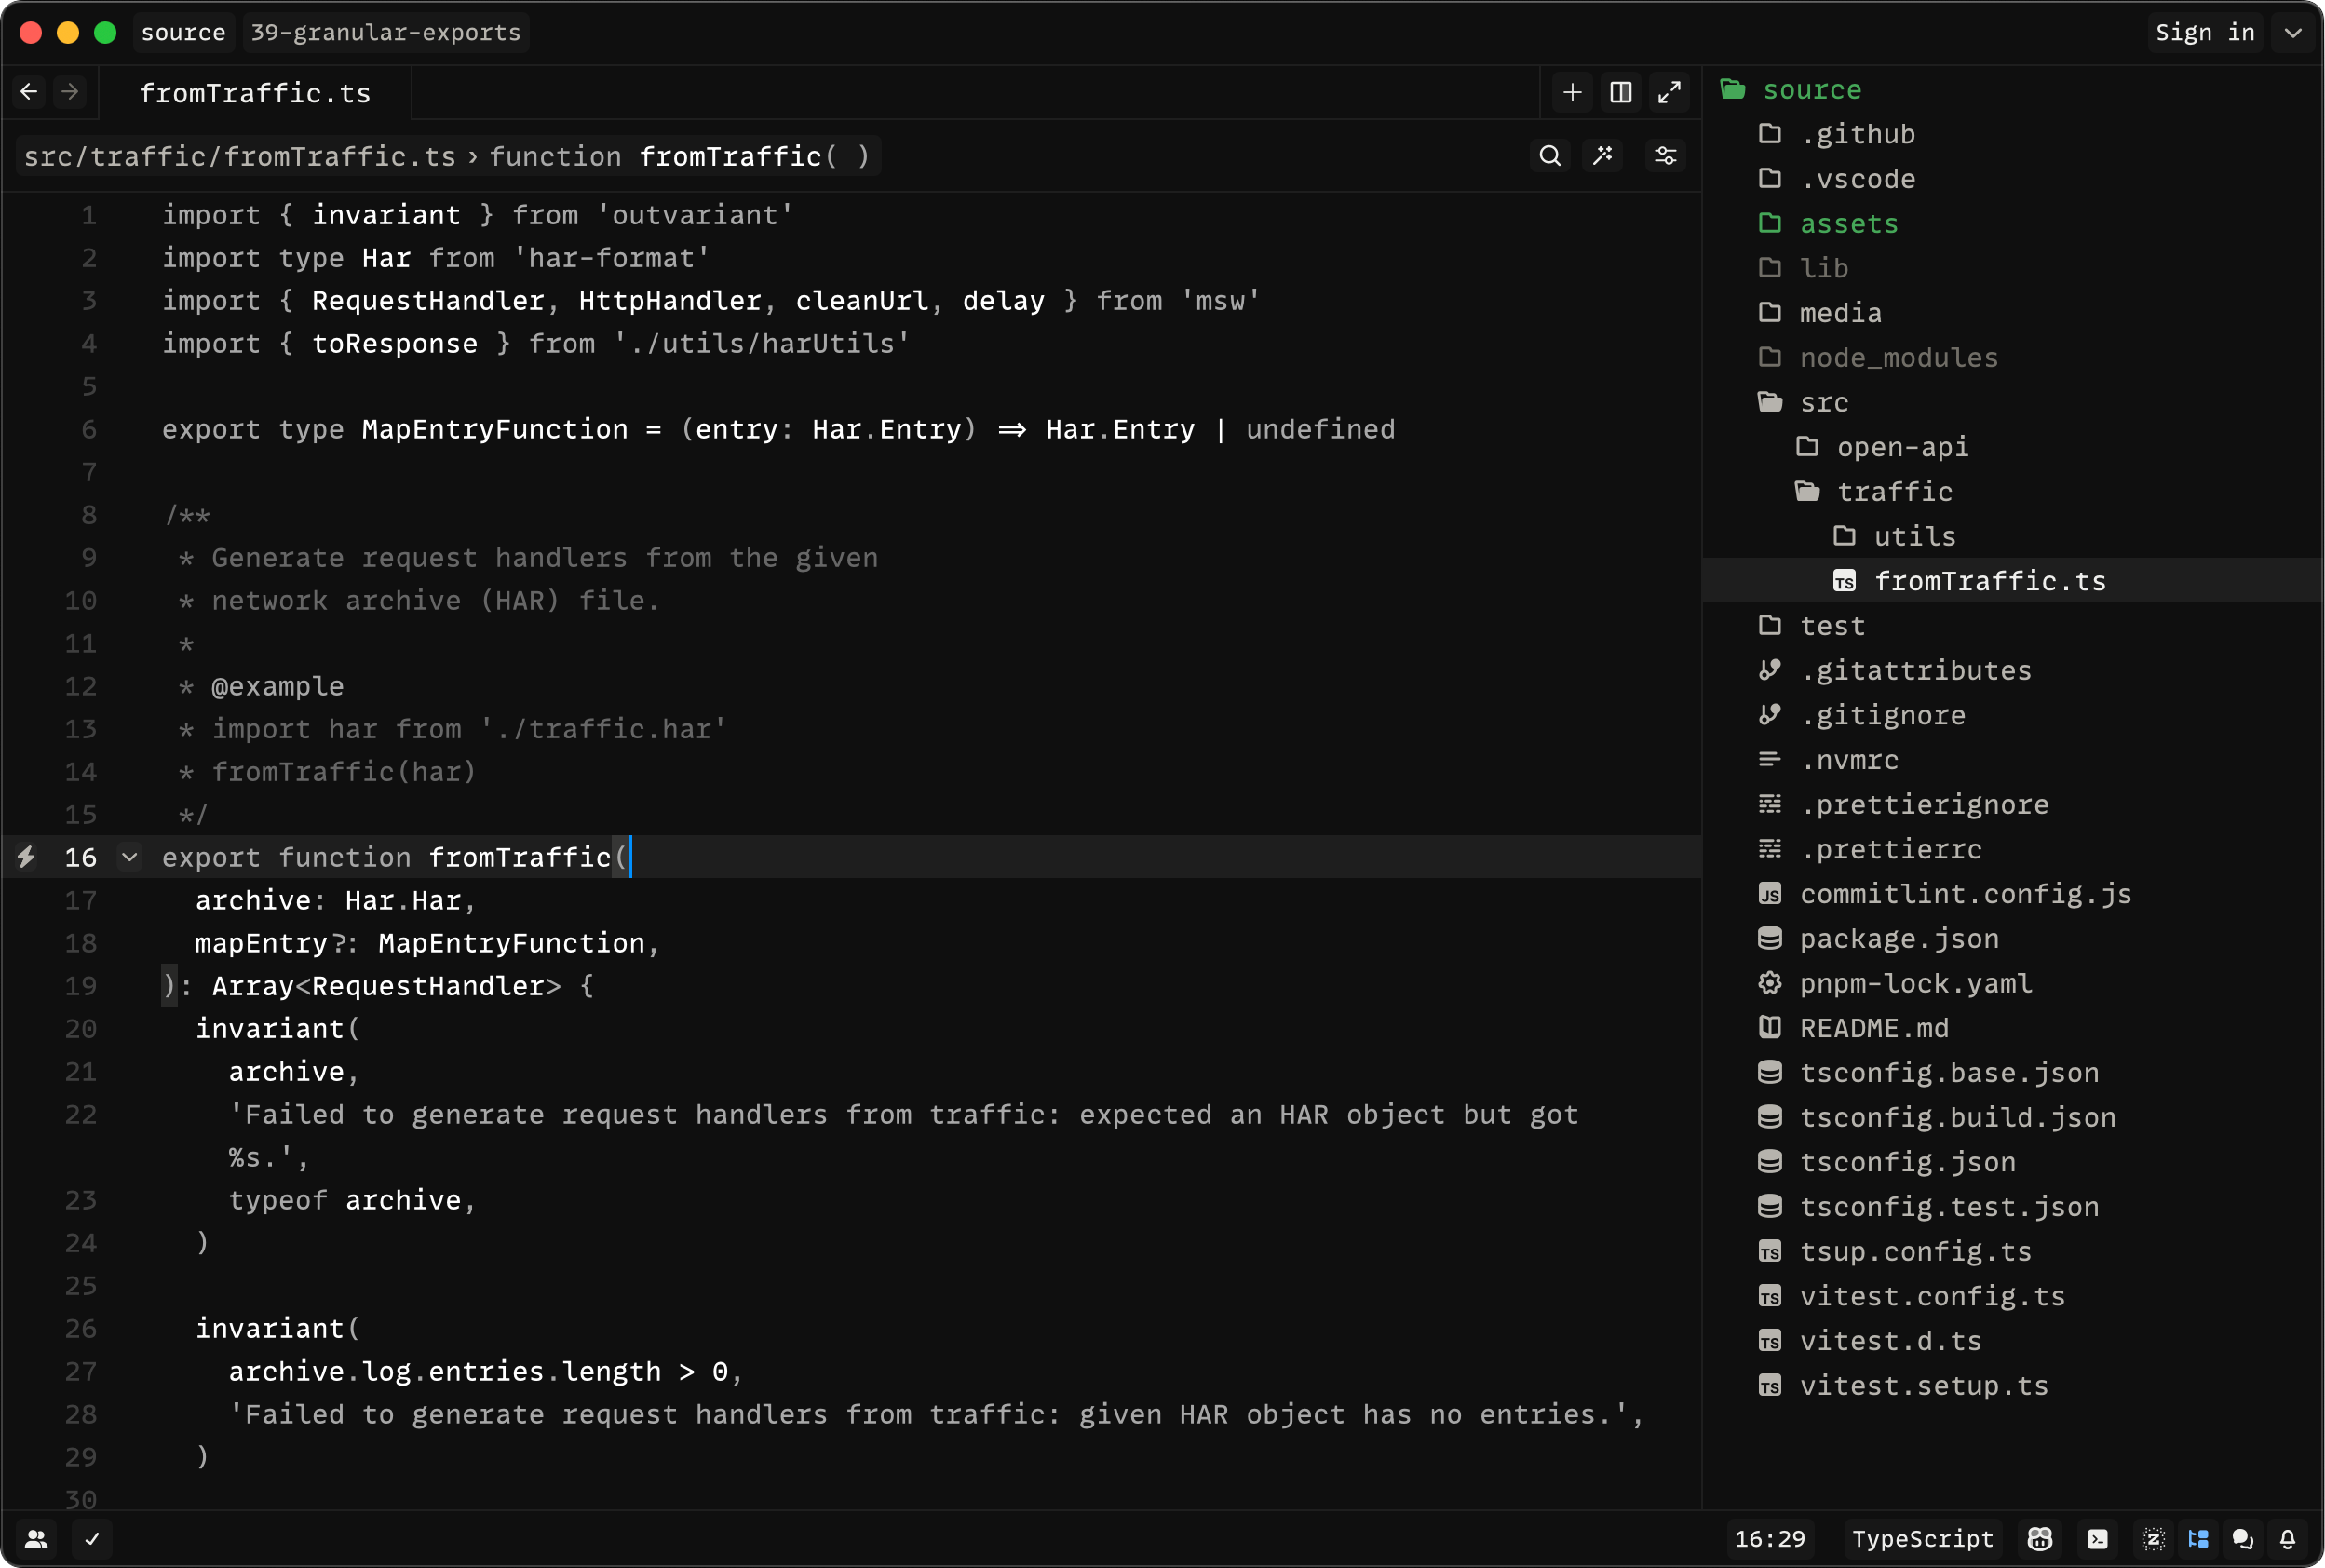 source 39-granular-exports Sign in
fromTraffic.ts
src/traffic/fromTraffic.ts › function fromTraffic( )
1 import { invariant } from 'outvariant'
2 import type Har from 'har-format'
3 import { RequestHandler, HttpHandler, cleanUrl, delay } from 'msw'
4 import { toResponse } from './utils/harUtils'
5
6 export type MapEntryFunction = (entry: Har.Entry) => Har.Entry | undefined
7
8 /**
9  * Generate request handlers from the given
10  * network archive (HAR) file.
11  *
12  * @example
13  * import har from './traffic.har'
14  * fromTraffic(har)
15  */
16 export function fromTraffic(
17   archive: Har.Har,
18   mapEntry?: MapEntryFunction,
19 ): Array<RequestHandler> {
20   invariant(
21     archive,
22     'Failed to generate request handlers from traffic: expected an HAR object but got
%s.',
23     typeof archive,
24   )
25
26   invariant(
27     archive.log.entries.length > 0,
28     'Failed to generate request handlers from traffic: given HAR object has no entries.',
29   )
30
source
.github
.vscode
assets
lib
media
node_modules
src
open-api
traffic
utils
TS fromTraffic.ts
test
.gitattributes
.gitignore
.nvmrc
.prettierignore
.prettierrc
JS commitlint.config.js
package.json
pnpm-lock.yaml
README.md
tsconfig.base.json
tsconfig.build.json
tsconfig.json
tsconfig.test.json
TS tsup.config.ts
TS vitest.config.ts
TS vitest.d.ts
TS vitest.setup.ts
16:29 TypeScript